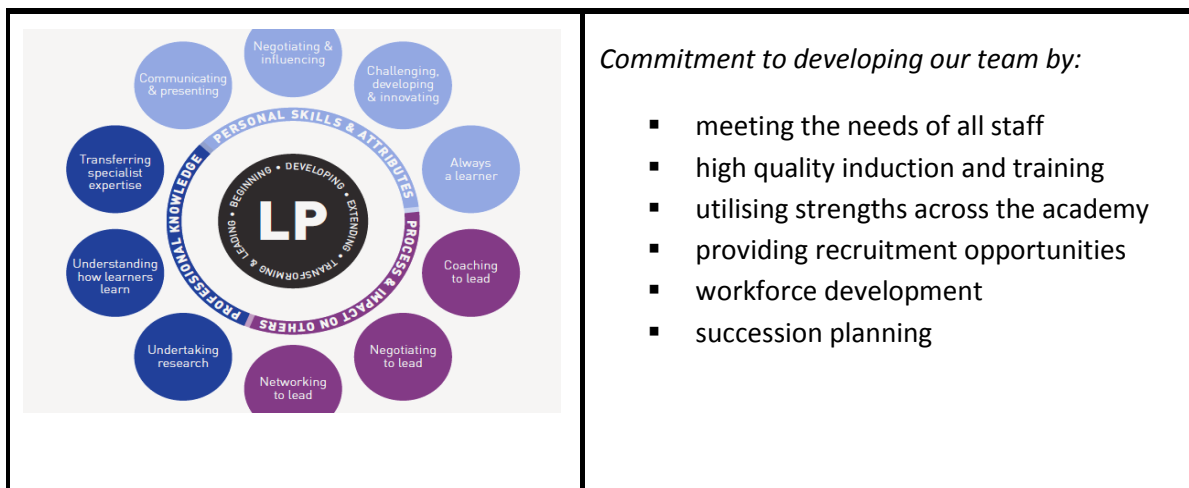 Negotiating &
influencing
Challenging,
developing
& innovating
Always
a learner
Coaching
to lead
Negotiating
to lead
Networking
to lead
Undertaking
research
Understanding
how learners
learn
Transferring
specialist
expertise
Communicating
& presenting
PERSONAL SKILLS & ATTRIBUTES
PROCESS & IMPACT ON OTHERS
PROFESSIONAL KNOWLEDGE
BEGINNING • DEVELOPING • EXTENDING • TRANSFORMING & LEADING •
LP
Commitment to developing our team by:
▪ meeting the needs of all staff
▪ high quality induction and training
▪ utilising strengths across the academy
▪ providing recruitment opportunities
▪ workforce development
▪ succession planning